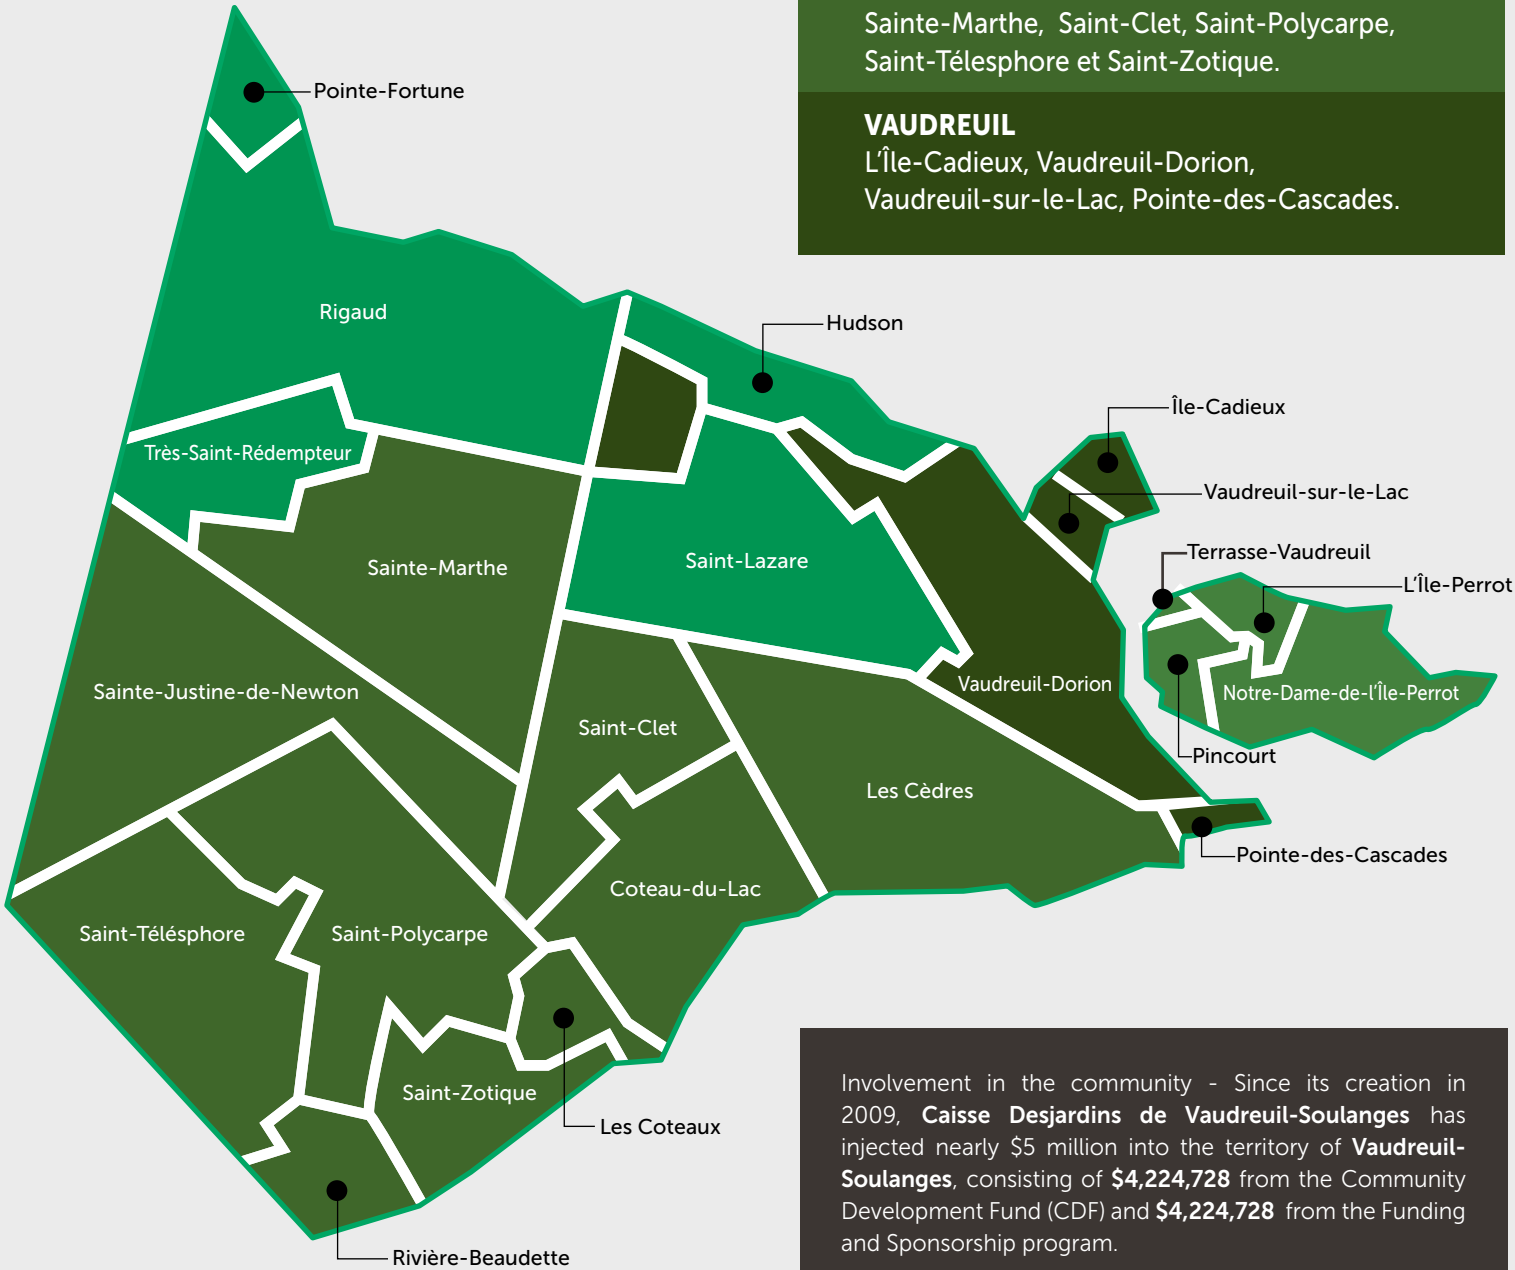 Sainte-Marthe, Saint-Clet, Saint-Polycarpe,
Saint-Télesphore et Saint-Zotique.
VAUDREUIL
L'Île-Cadieux, Vaudreuil-Dorion,
Vaudreuil-sur-le-Lac, Pointe-des-Cascades.
Pointe-Fortune
Rigaud
Hudson
Île-Cadieux
Très-Saint-Rédempteur
Vaudreuil-sur-le-Lac
Terrasse-Vaudreuil
Sainte-Marthe
Saint-Lazare
L'Île-Perrot
Sainte-Justine-de-Newton
Vaudreuil-Dorion
Notre-Dame-de-l'Île-Perrot
Saint-Clet
Pincourt
Les Cèdres
Pointe-des-Cascades
Coteau-du-Lac
Saint-Télésphore
Saint-Polycarpe
Saint-Zotique
Les Coteaux
Rivière-Beaudette
Involvement in the community - Since its creation in
2009, Caisse Desjardins de Vaudreuil-Soulanges has
injected nearly $5 million into the territory of Vaudreuil-
Soulanges, consisting of $4,224,728 from the Community
Development Fund (CDF) and $4,224,728 from the Funding
and Sponsorship program.